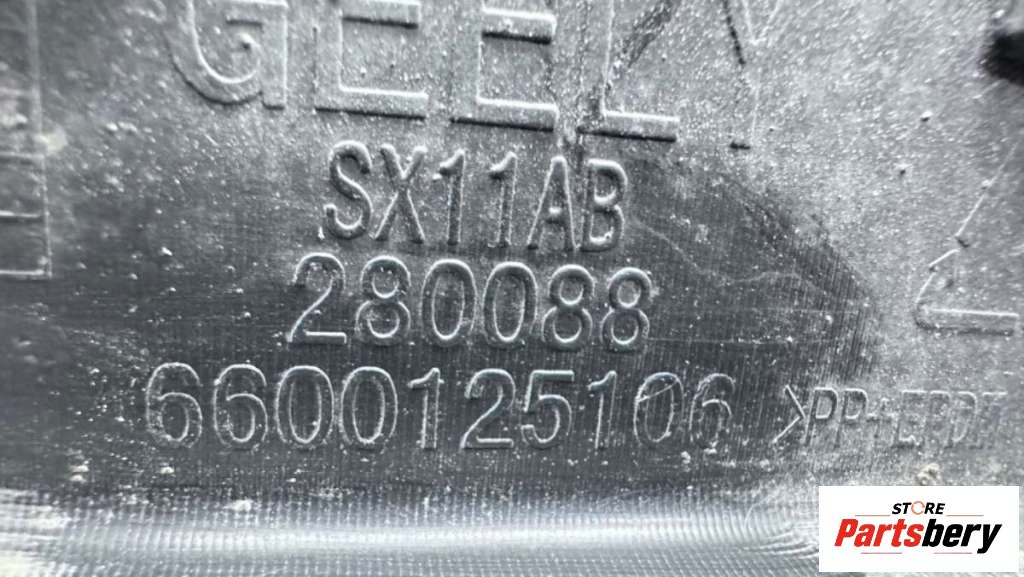 GEELY
SX11AB
280088
6600125106 >PP+EPDM
STORE
Partsbery